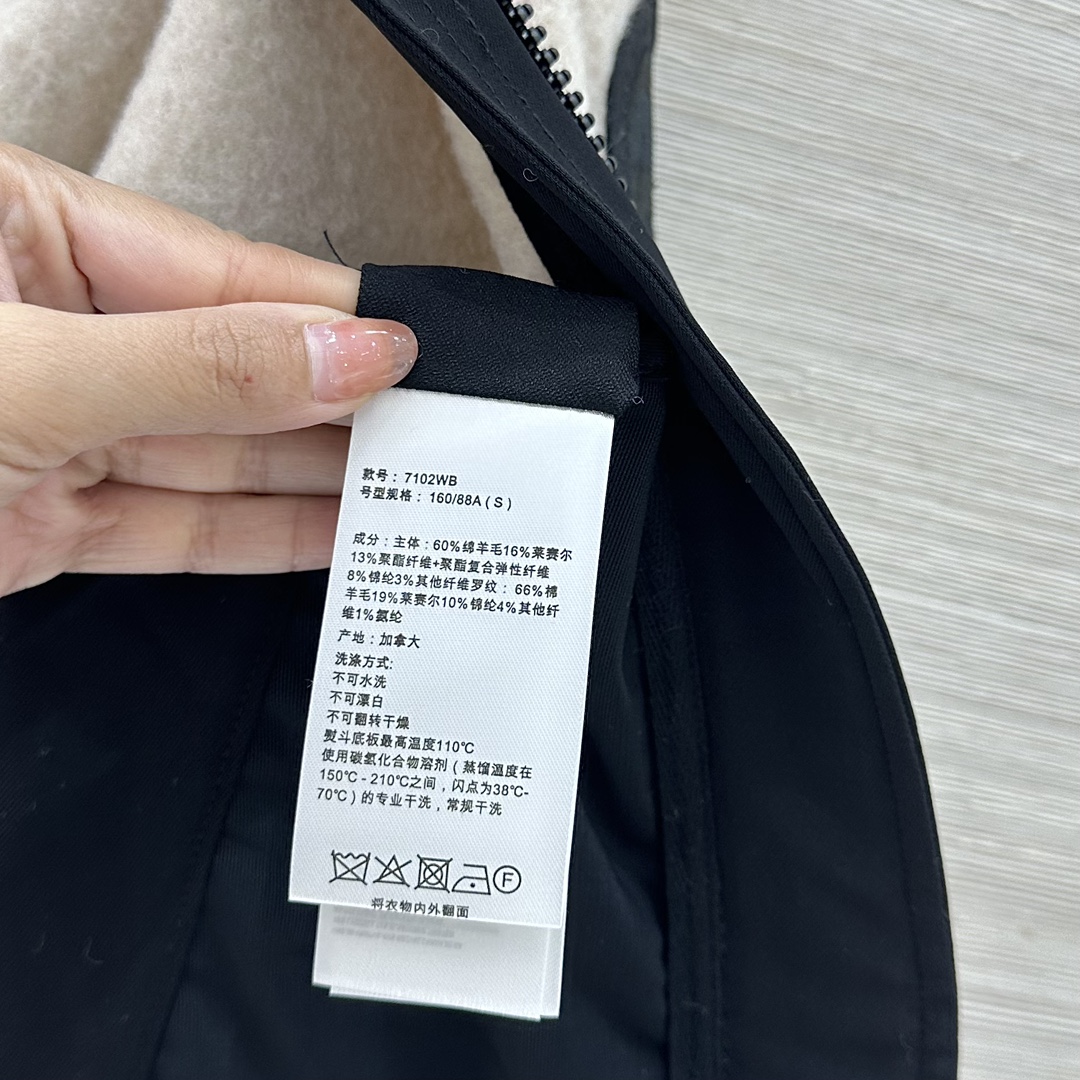 款号：7102WB
号型规格：160/88A ( S )
成分：主体：60%绵羊毛16%莱赛尔
13%聚酯纤维+聚酯复合弹性纤维
8%锦纶3%其他纤维罗纹：66%棉
羊毛19%莱赛尔10%锦纶4%其他纤
维1%氨纶
产地：加拿大
洗涤方式:
不可水洗
不可漂白
不可翻转干燥
熨斗底板最高温度110℃
使用碳氢化合物溶剂 ( 蒸馏温度在
150℃ - 210℃之间，闪点为38℃-
70℃ ) 的专业干洗，常规干洗
F
将衣物内外翻面